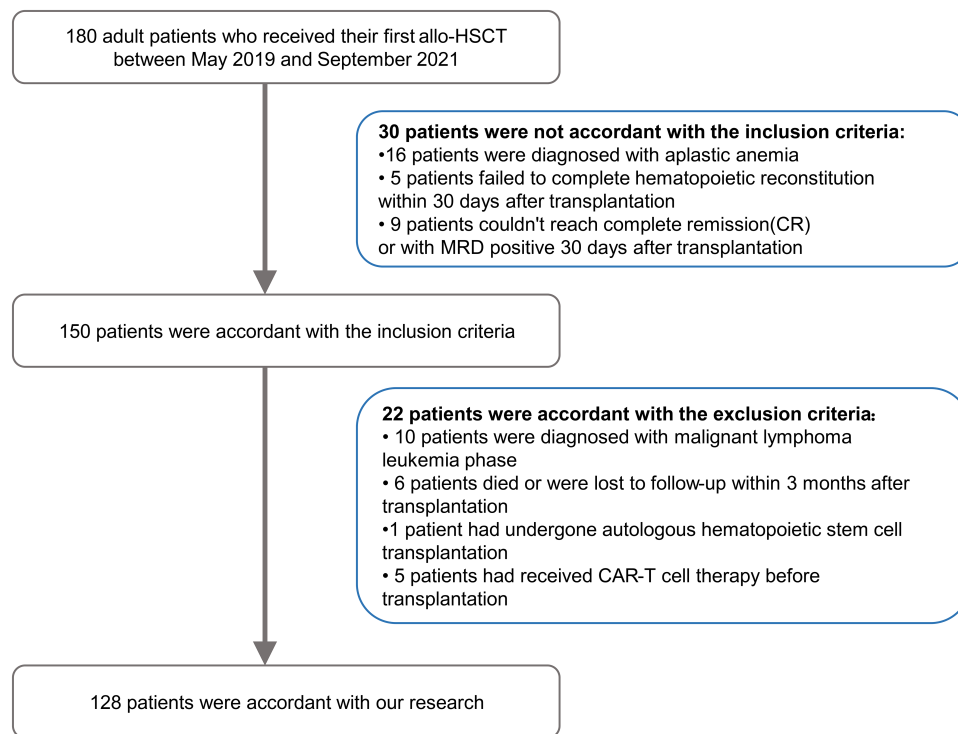 180 adult patients who received their first allo-HSCT
between May 2019 and September 2021
30 patients were not accordant with the inclusion criteria:
•16 patients were diagnosed with aplastic anemia
• 5 patients failed to complete hematopoietic reconstitution
within 30 days after transplantation
• 9 patients couldn't reach complete remission(CR)
or with MRD positive 30 days after transplantation
150 patients were accordant with the inclusion criteria
22 patients were accordant with the exclusion criteria:
• 10 patients were diagnosed with malignant lymphoma
leukemia phase
• 6 patients died or were lost to follow-up within 3 months after
transplantation
•1 patient had undergone autologous hematopoietic stem cell
transplantation
• 5 patients had received CAR-T cell therapy before
transplantation
128 patients were accordant with our research